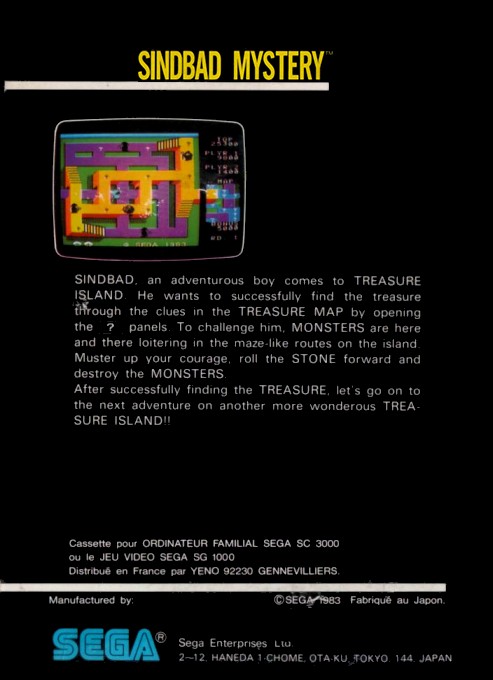 SINDBAD MYSTERY™
TOP
PLYR 1
PLYR 2
MAP
© SEGA 1983
RD 1
SINDBAD, an adventurous boy comes to TREASURE
ISLAND. He wants to successfully find the treasure
through the clues in the TREASURE MAP by opening
the ? panels. To challenge him, MONSTERS are here
and there loitering in the maze-like routes on the island.
Muster up your courage, roll the STONE forward and
destroy the MONSTERS.
After successfully finding the TREASURE, let's go on to
the next adventure on another more wonderous TREA-
SURE ISLAND!!
Cassette pour ORDINATEUR FAMILIAL SEGA SC 3000
ou le JEU VIDEO SEGA SG 1000
Distribué en France par YENO 92230 GENNEVILLIERS.
Manufactured by: ©SEGA 1983 Fabriqué au Japon.
SEGA® Sega Enterprises Ltd.
2–12, HANEDA 1-CHOME, OTA-KU, TOKYO. 144. JAPAN